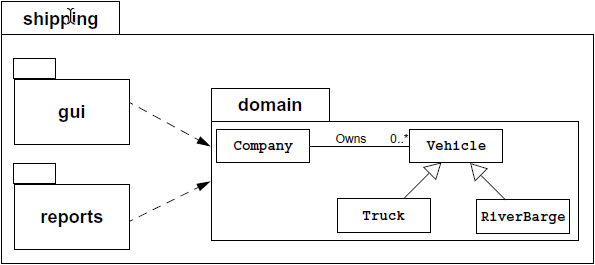 shipping
gui
domain
Company
Owns
0..*
Vehicle
reports
Truck
RiverBarge